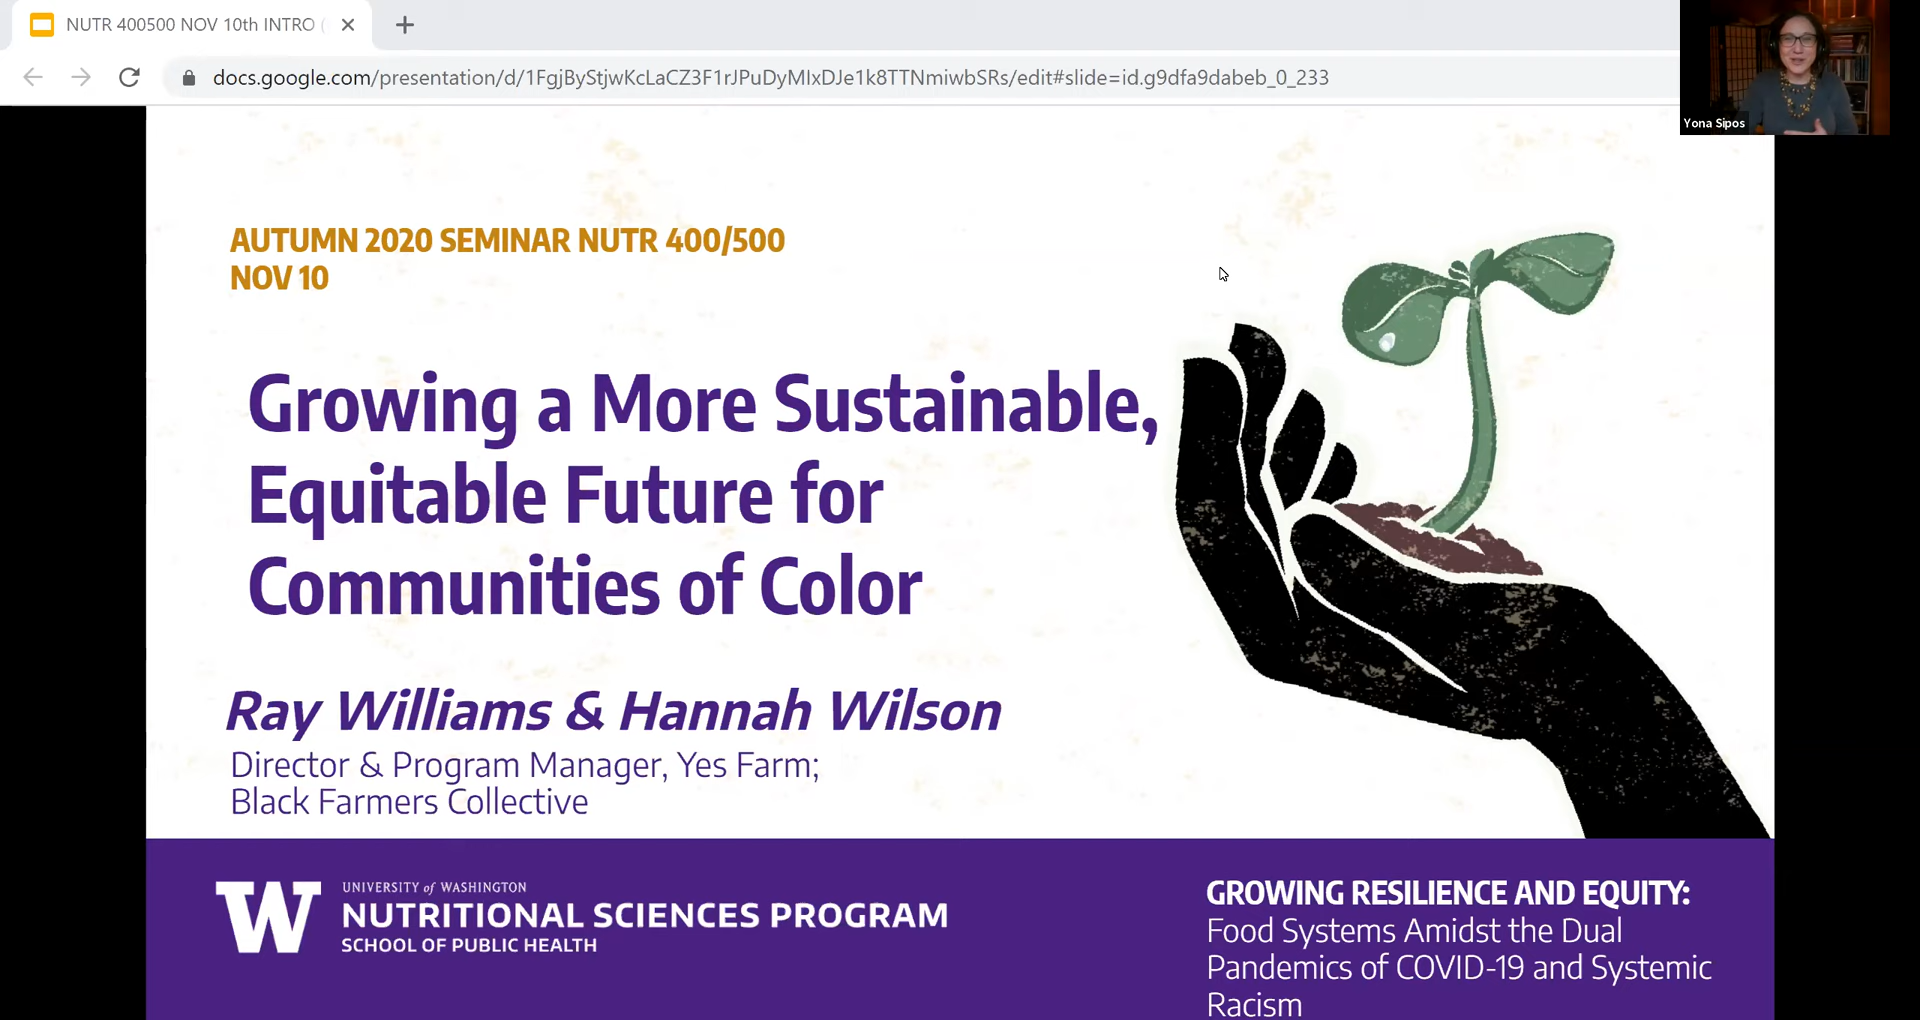 NUTR 400500 NOV 10th INTRO (
docs.google.com/presentation/d/1FgjByStjwKcLaCZ3F1rJPuDyMIxDJe1k8TTNmiwbSRs/edit#slide=id.g9dfa9dabeb_0_233
Yona Sipos
AUTUMN 2020 SEMINAR NUTR 400/500
NOV 10
Growing a More Sustainable,
Equitable Future for
Communities of Color
Ray Williams & Hannah Wilson
Director & Program Manager, Yes Farm;
Black Farmers Collective
W
UNIVERSITY of WASHINGTON
NUTRITIONAL SCIENCES PROGRAM
SCHOOL OF PUBLIC HEALTH
GROWING RESILIENCE AND EQUITY:
Food Systems Amidst the Dual
Pandemics of COVID-19 and Systemic
Racism